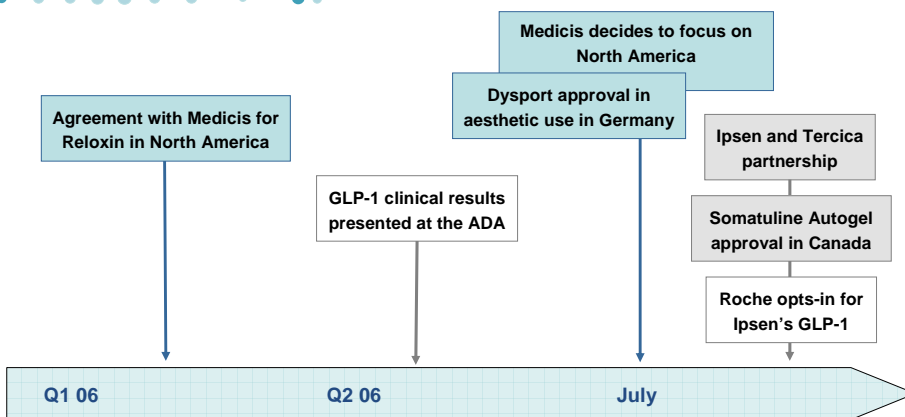 Medicis decides to focus on
North America
Dysport approval in
aesthetic use in Germany
Agreement with Medicis for
Reloxin in North America
Ipsen and Tercica
partnership
GLP-1 clinical results
presented at the ADA
Somatuline Autogel
approval in Canada
Roche opts-in for
Ipsen's GLP-1
Q1 06
Q2 06
July